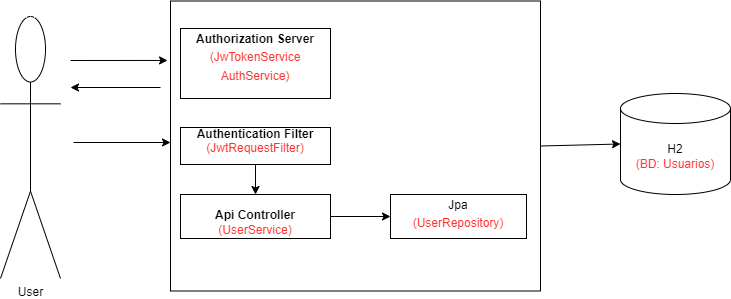 Authorization Server
(JwTokenService
AuthService)
Authentication Filter
(JwtRequestFilter)
Api Controller
(UserService)
Jpa
(UserRepository)
H2
(BD: Usuarios)
User